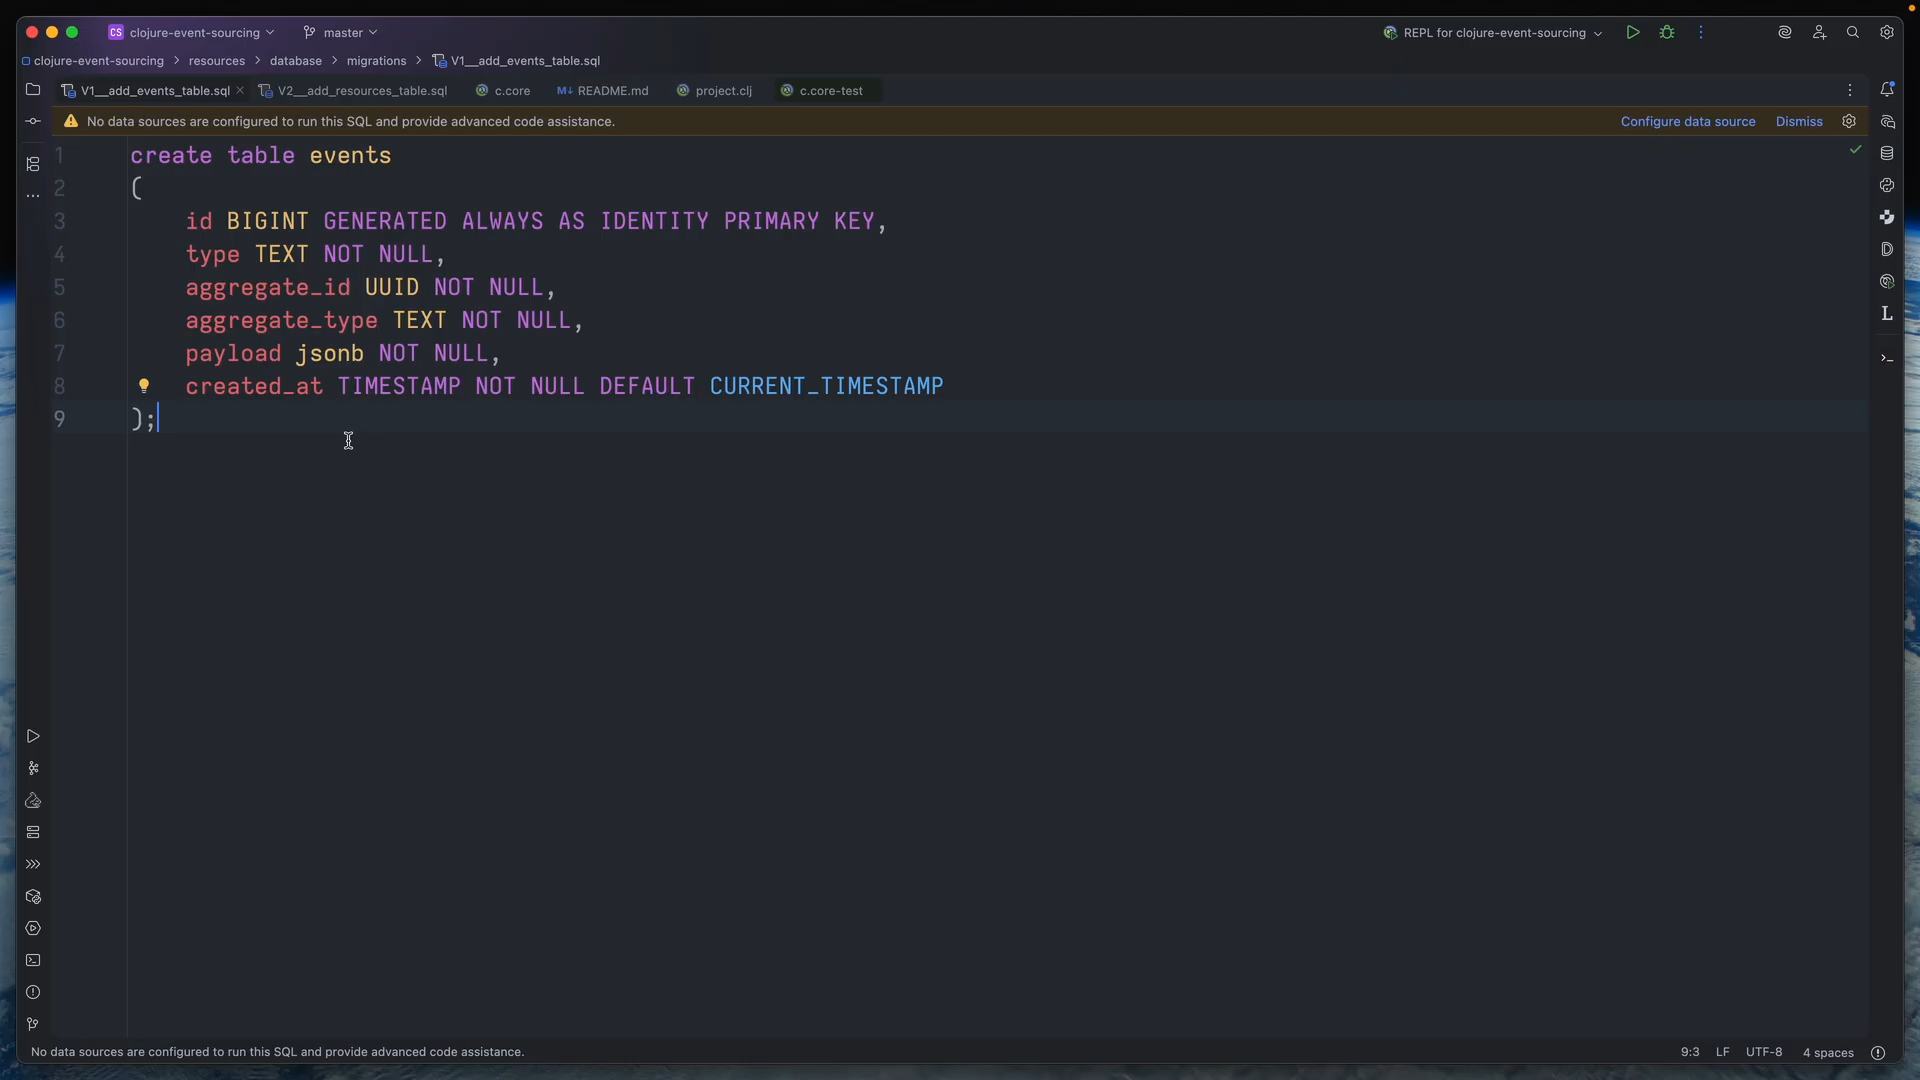 CS clojure-event-sourcing master REPL for clojure-event-sourcing
clojure-event-sourcing > resources > database > migrations > V1__add_events_table.sql
V1__add_events_table.sql V2__add_resources_table.sql c.core M↓ README.md project.clj c.core-test
No data sources are configured to run this SQL and provide advanced code assistance. Configure data source Dismiss
1 create table events
2 (
3 id BIGINT GENERATED ALWAYS AS IDENTITY PRIMARY KEY,
4 type TEXT NOT NULL,
5 aggregate_id UUID NOT NULL,
6 aggregate_type TEXT NOT NULL,
7 payload jsonb NOT NULL,
8 created_at TIMESTAMP NOT NULL DEFAULT CURRENT_TIMESTAMP
9 );
D
L
No data sources are configured to run this SQL and provide advanced code assistance. 9:3 LF UTF-8 4 spaces